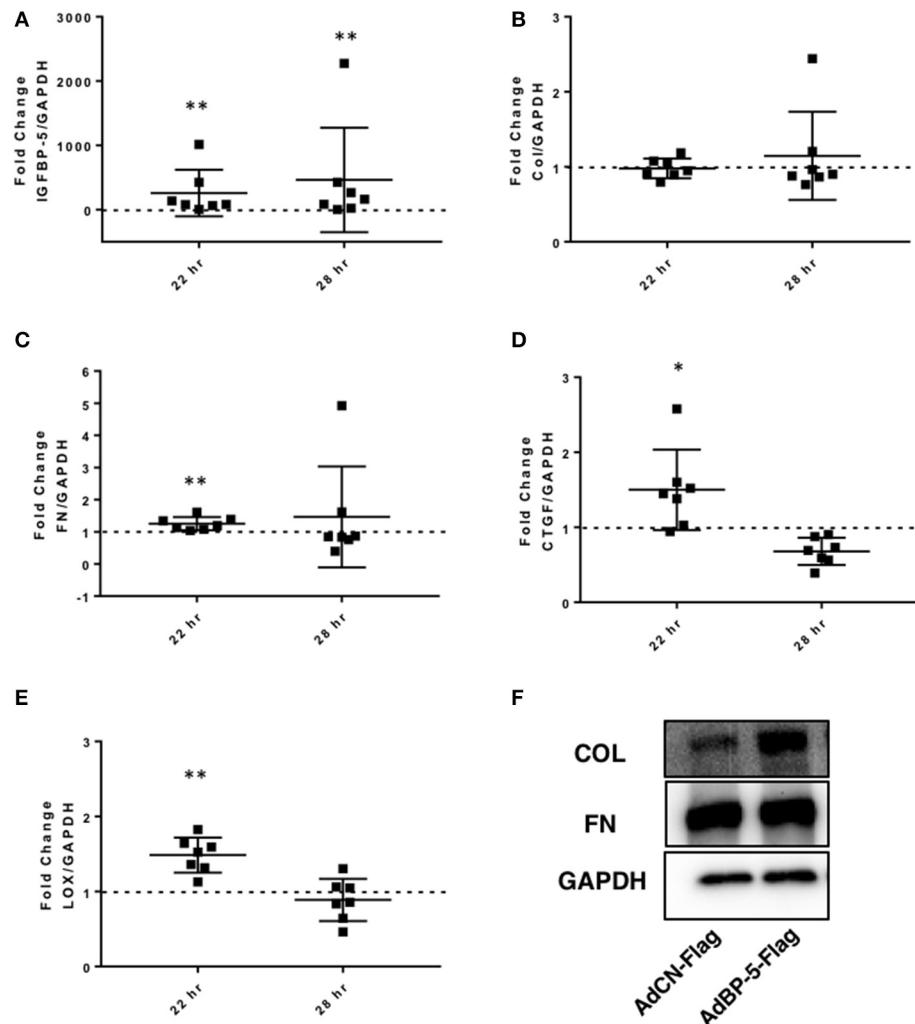 A
Fold Change
IGFBP-5/GAPDH
3000
2000
1000
0
**
**
22 hr
28 hr
B
Fold Change
Col/GAPDH
3
2
1
0
22 hr
28 hr
C
Fold Change
FN/GAPDH
6
5
4
3
2
1
0
-1
**
22 hr
28 hr
D
Fold Change
CTGF/GAPDH
3
2
1
0
*
22 hr
28 hr
E
Fold Change
LOX/GAPDH
3
2
1
0
**
22 hr
28 hr
F
COL
FN
GAPDH
AdCN-Flag
AdBP-5-Flag